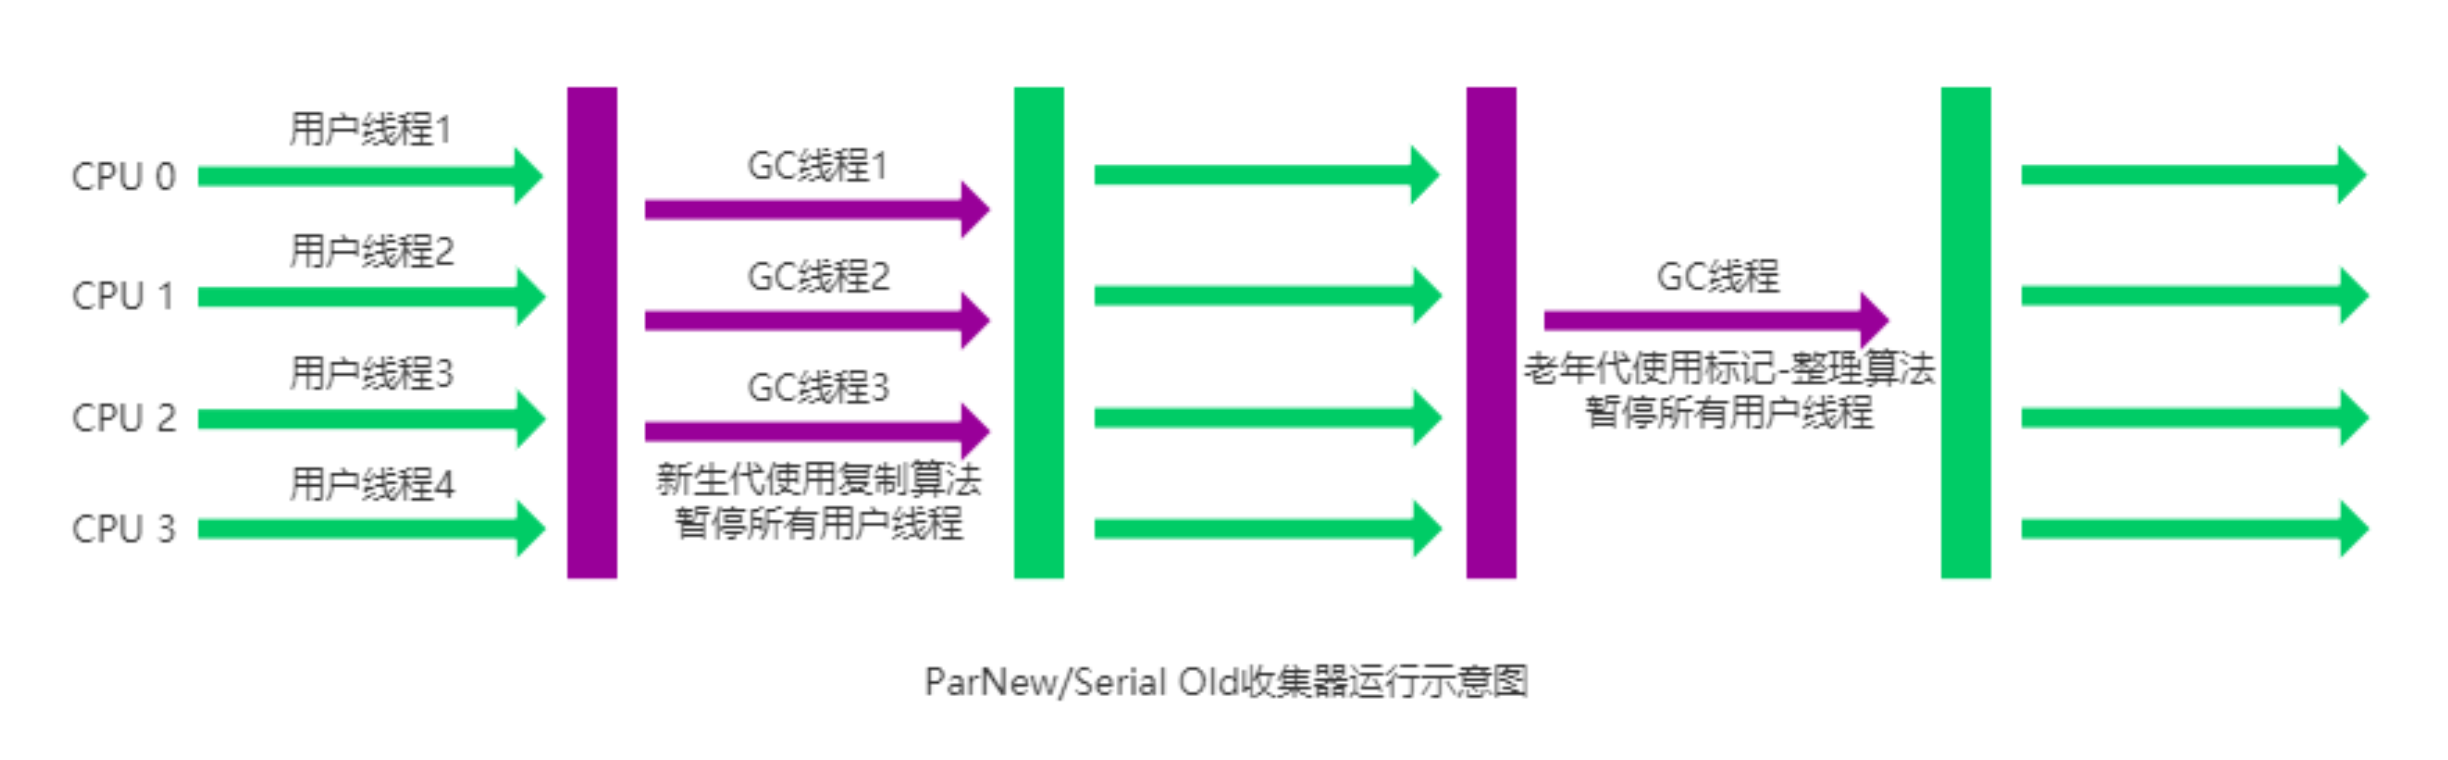 用户线程1
CPU 0
用户线程2
CPU 1
用户线程3
CPU 2
用户线程4
CPU 3
GC线程1
GC线程2
GC线程3
新生代使用复制算法
暂停所有用户线程
GC线程
老年代使用标记-整理算法
暂停所有用户线程
ParNew/Serial Old收集器运行示意图